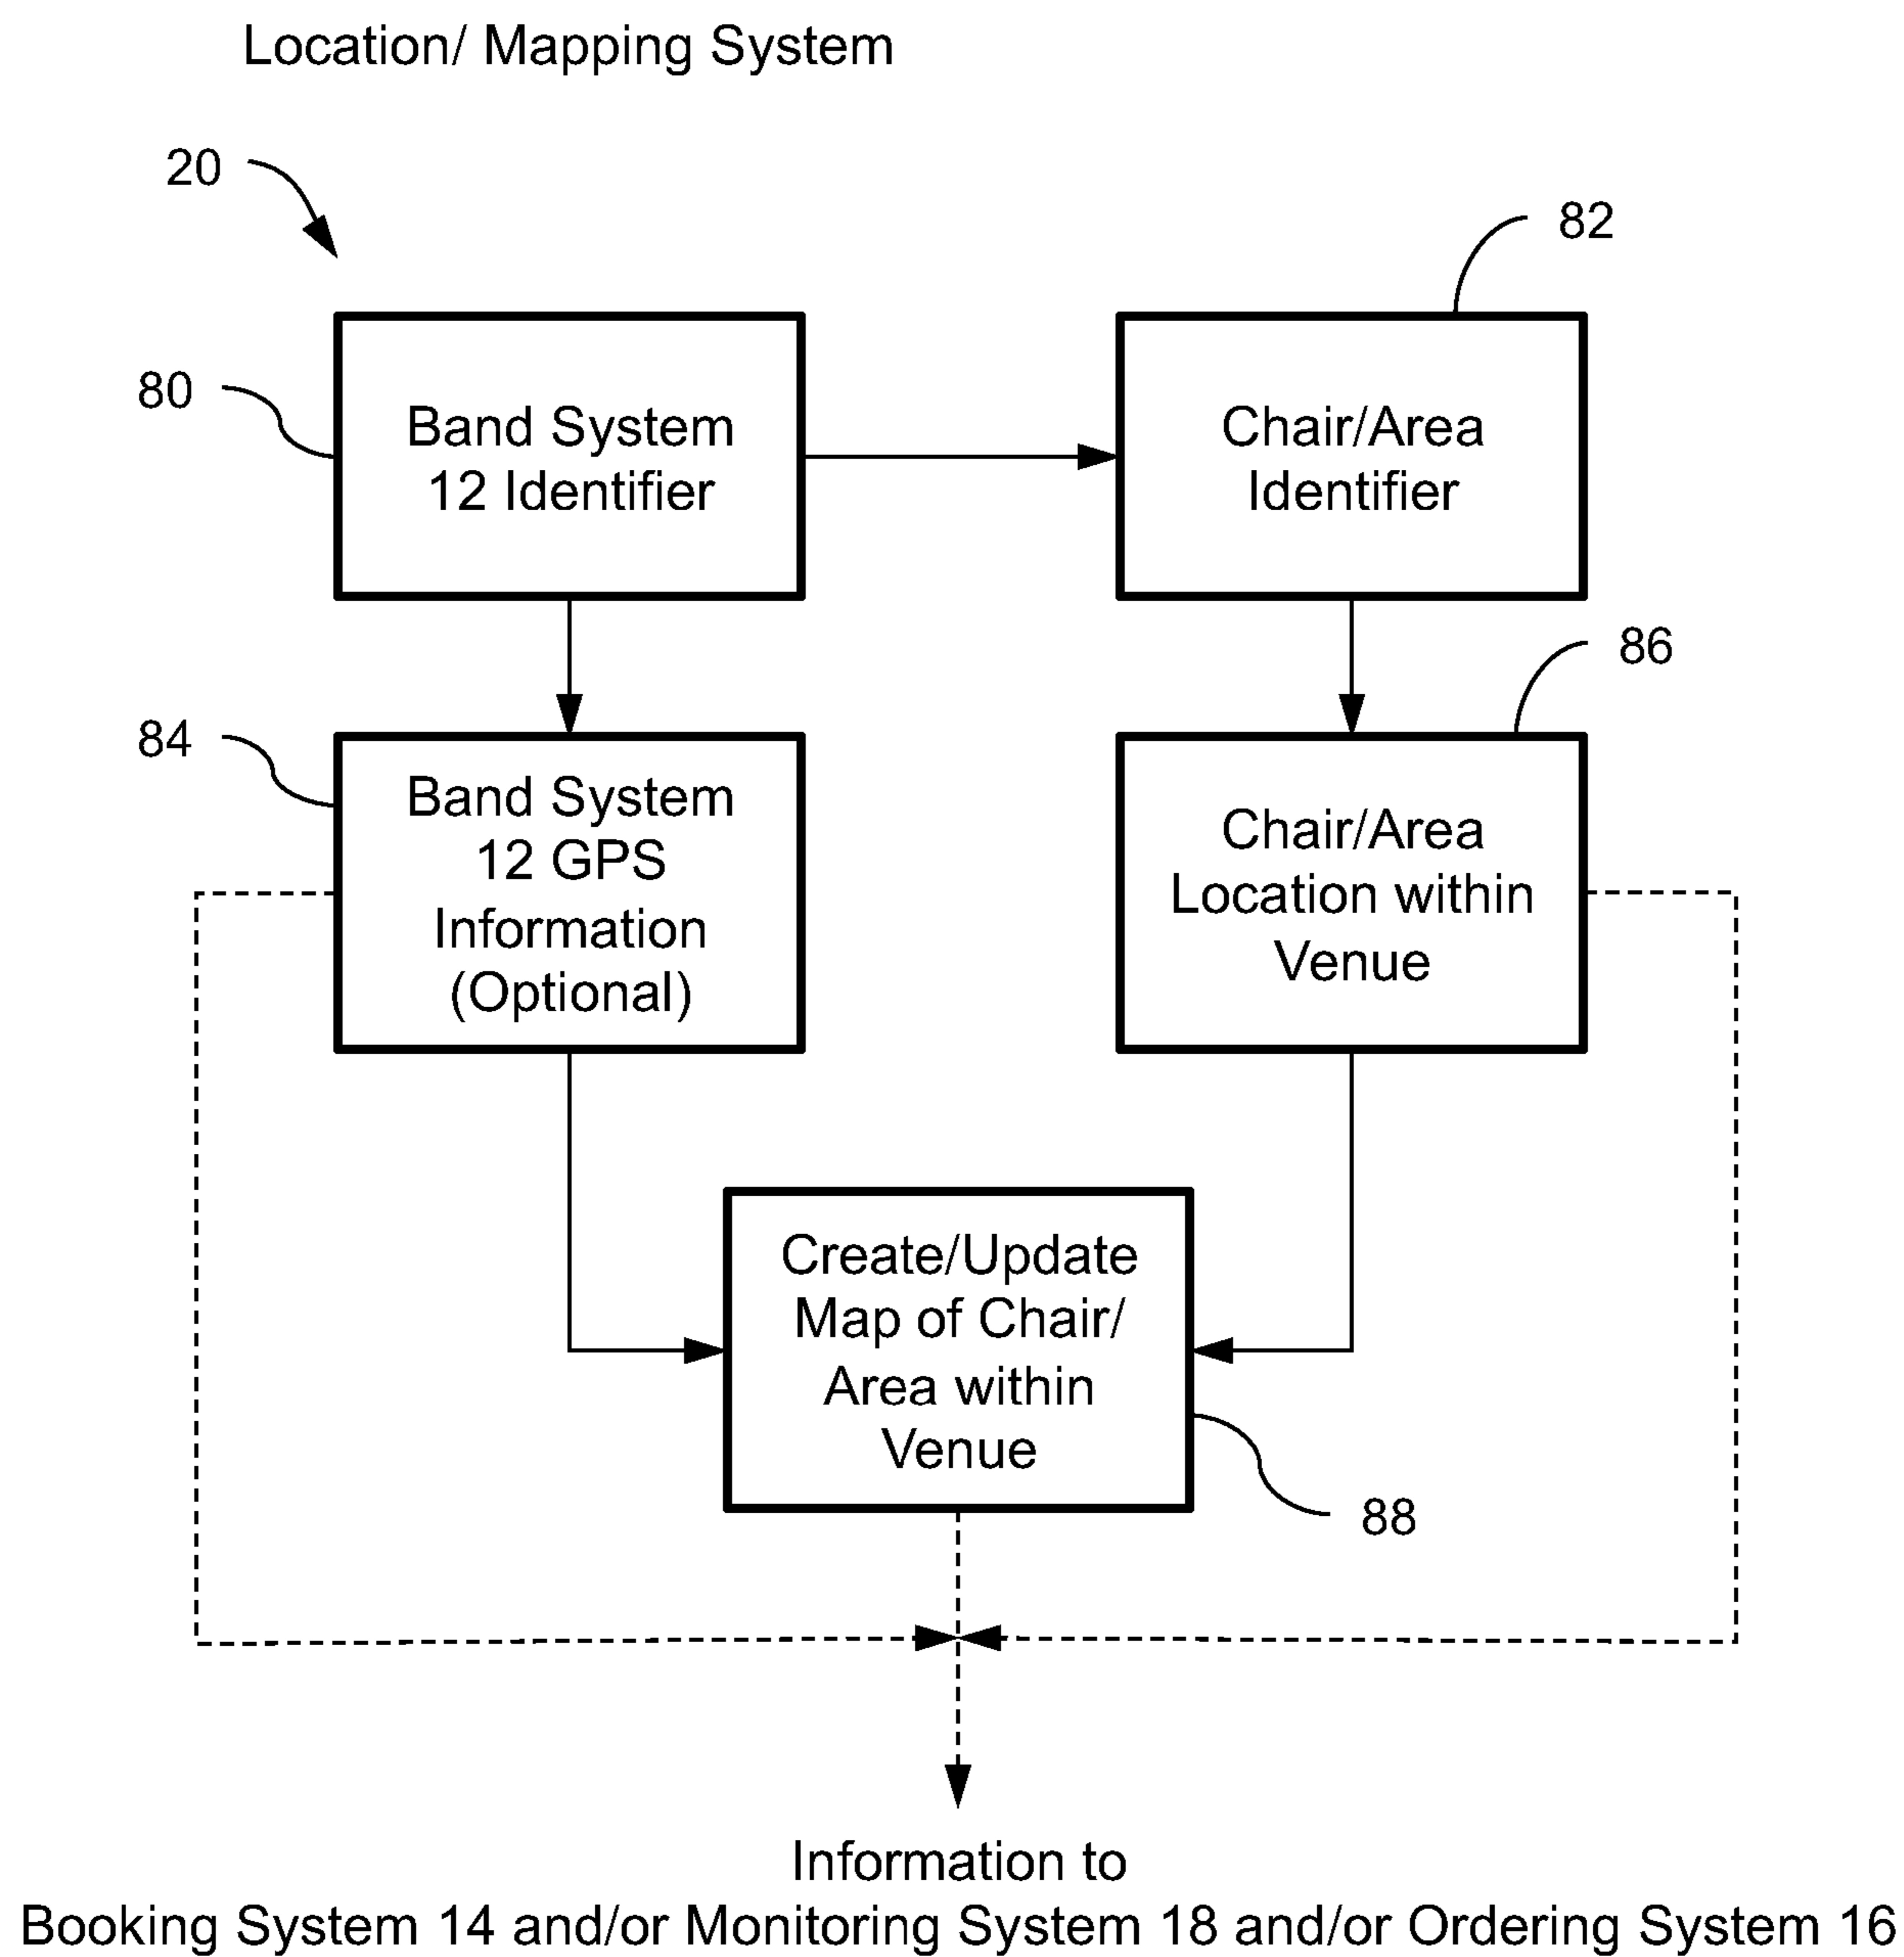 Location/ Mapping System
20
82
80
Band System
12 Identifier
Chair/Area
Identifier
86
84
Band System
12 GPS
Information
(Optional)
Chair/Area
Location within
Venue
Create/Update
Map of Chair/
Area within
Venue
88
Information to
Booking System 14 and/or Monitoring System 18 and/or Ordering System 16